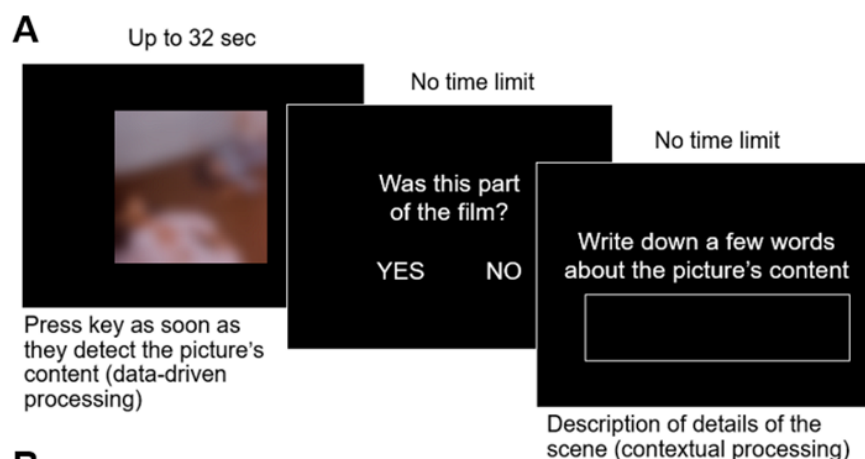 A
Up to 32 sec
No time limit
No time limit
Was this part
of the film?
YES NO
Write down a few words
about the picture's content
Press key as soon as
they detect the picture's
content (data-driven
processing)
Description of details of the
scene (contextual processing)